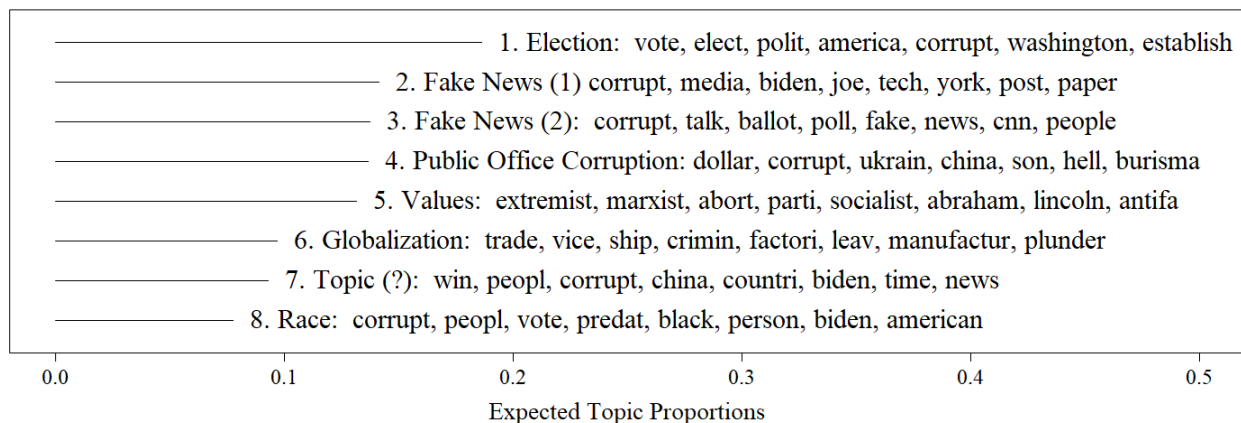 1. Election: vote, elect, polit, america, corrupt, washington, establish
2. Fake News (1) corrupt, media, biden, joe, tech, york, post, paper
3. Fake News (2): corrupt, talk, ballot, poll, fake, news, cnn, people
4. Public Office Corruption: dollar, corrupt, ukrain, china, son, hell, burisma
5. Values: extremist, marxist, abort, parti, socialist, abraham, lincoln, antifa
6. Globalization: trade, vice, ship, crimin, factori, leav, manufactur, plunder
7. Topic (?): win, peopl, corrupt, china, countri, biden, time, news
8. Race: corrupt, peopl, vote, predat, black, person, biden, american
0.0 0.1 0.2 0.3 0.4 0.5
Expected Topic Proportions